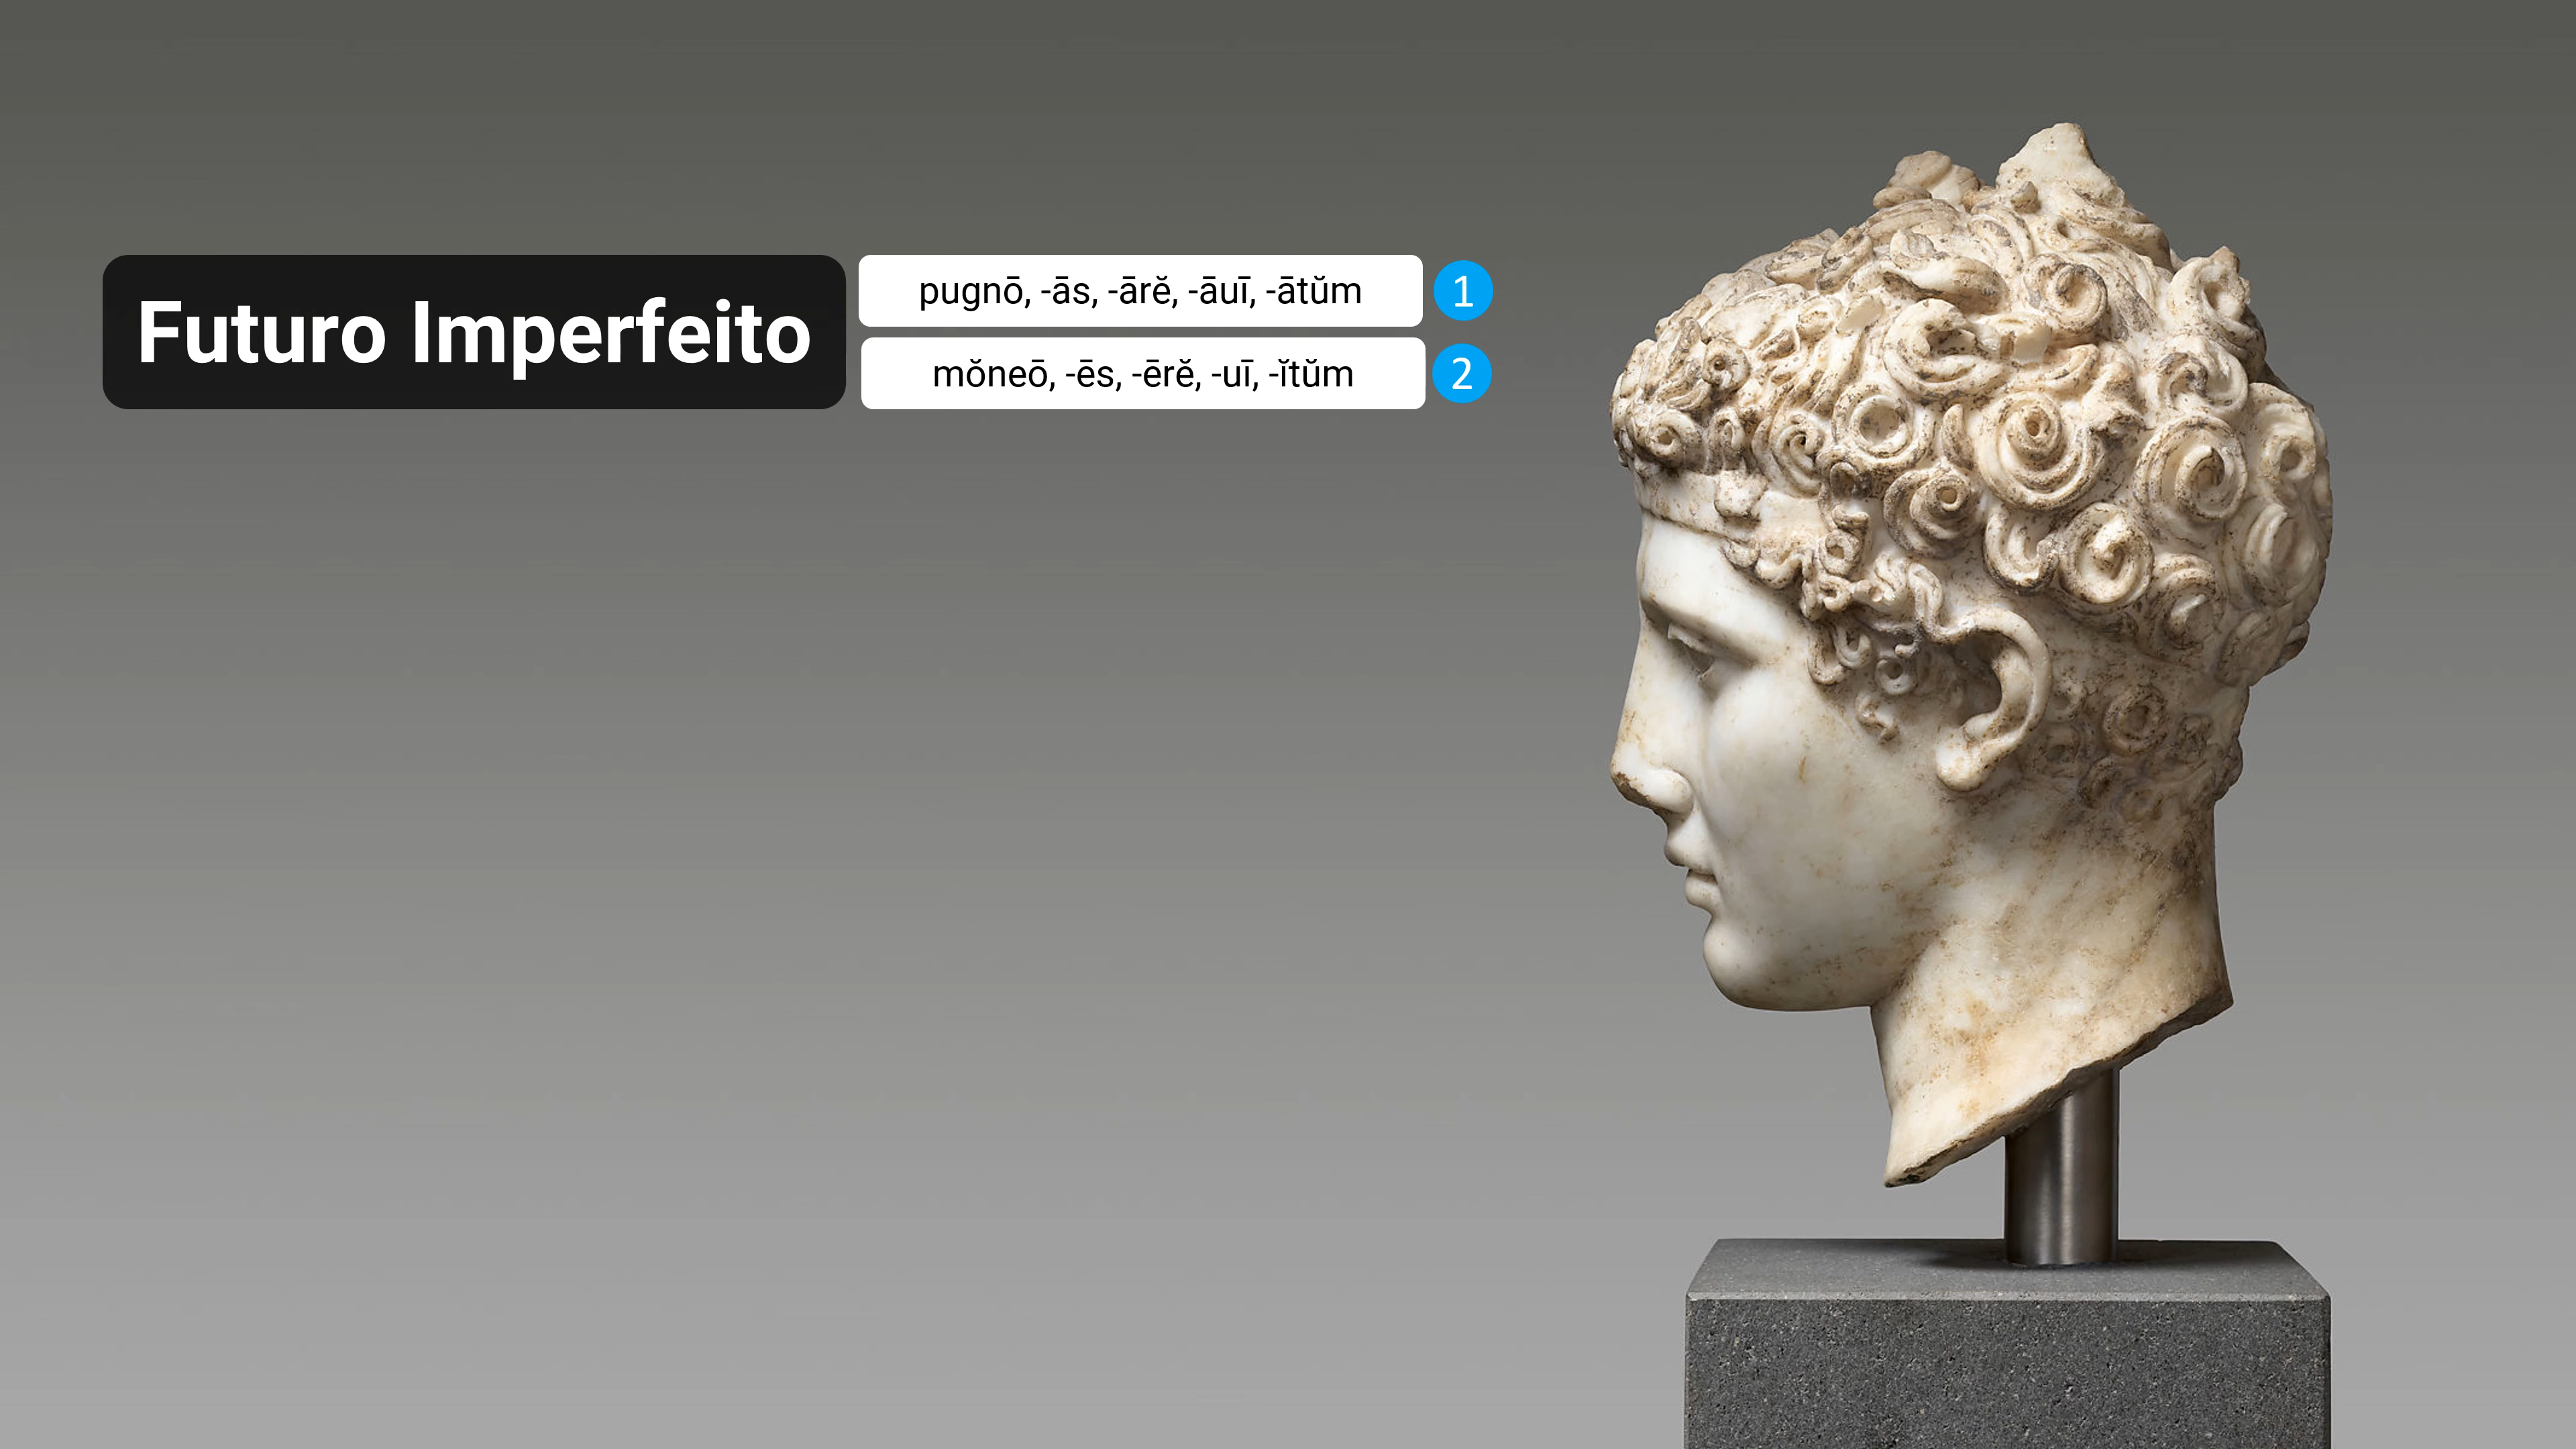 Futuro Imperfeito
pugnō, -ās, -ārĕ, -āuī, -ātŭm
1
mŏneō, -ēs, -ērĕ, -uī, -ĭtŭm
2